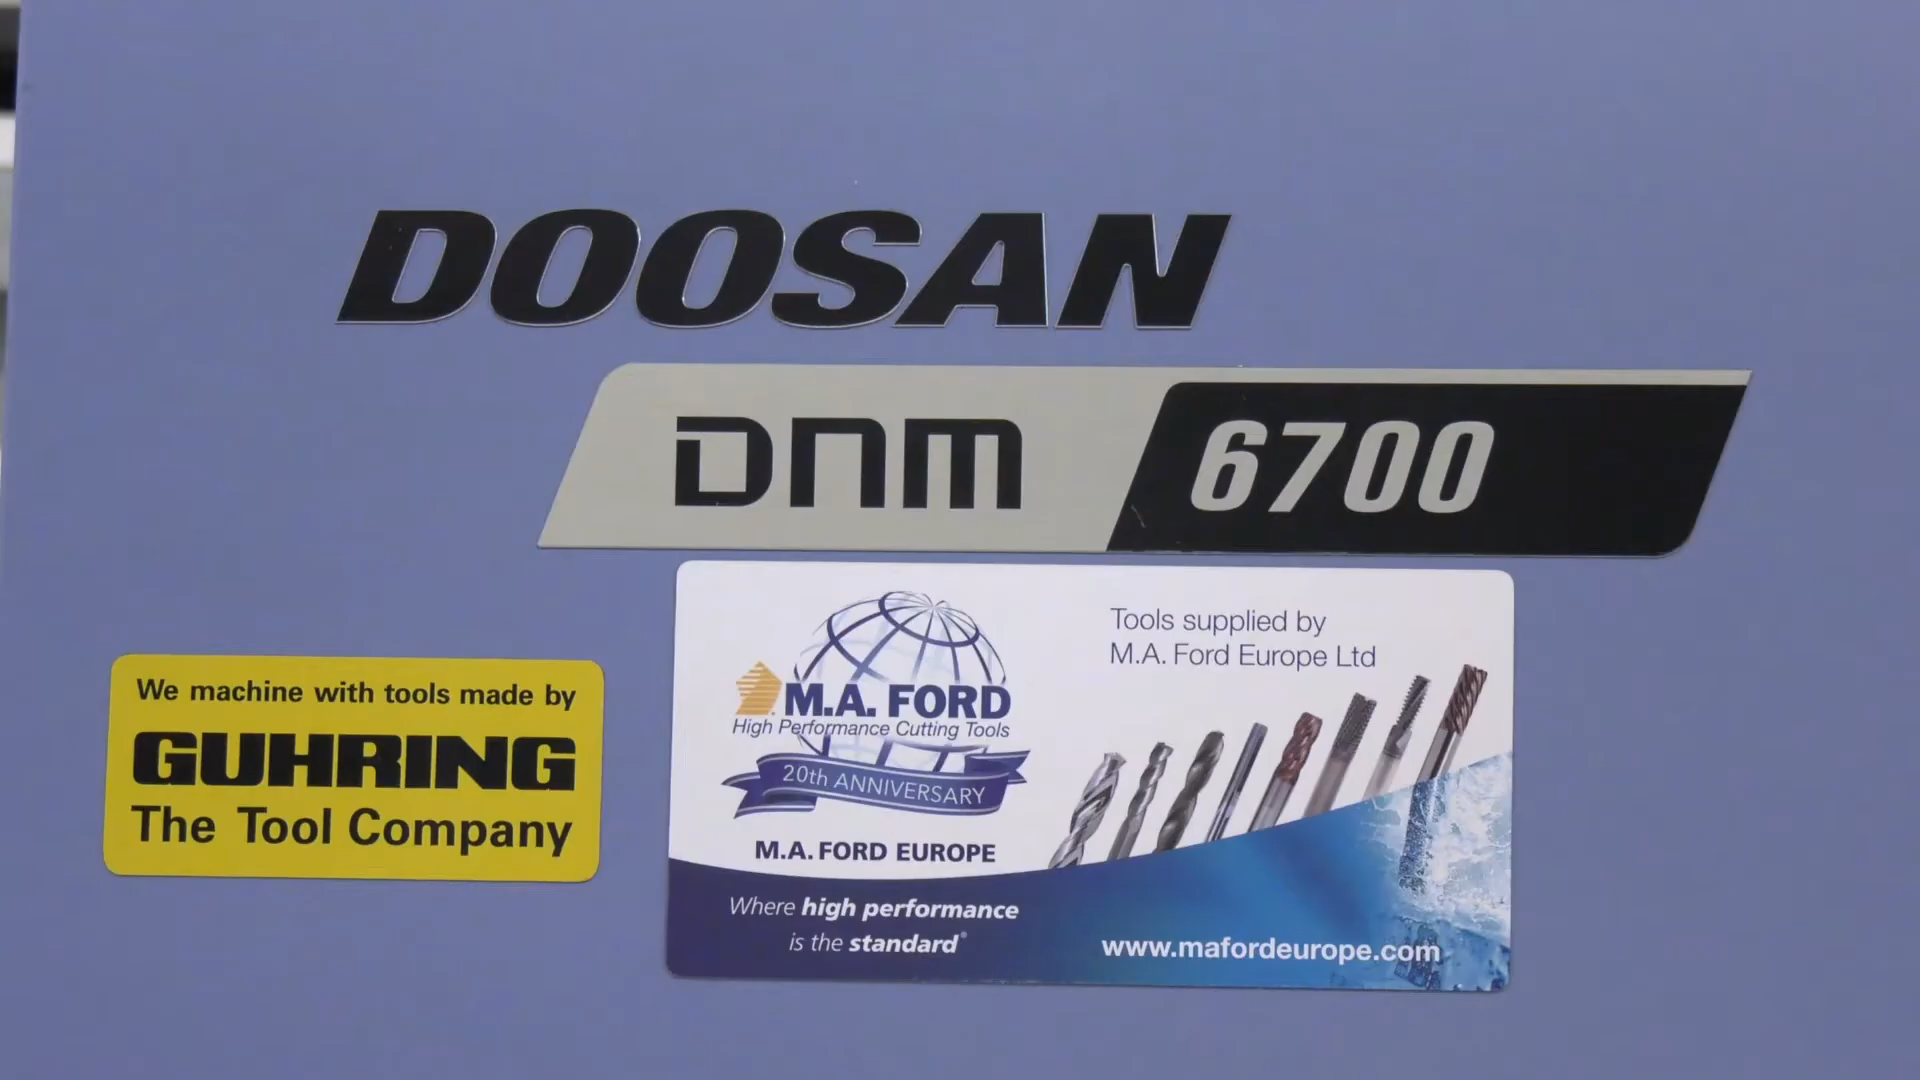 DOOSAN
DNM 6700
We machine with tools made by
GUHRING
The Tool Company
M.A. FORD
High Performance Cutting Tools
20th ANNIVERSARY
M.A. FORD EUROPE
Where high performance
is the standard®
Tools supplied by
M.A. Ford Europe Ltd
www.mafordeurope.com